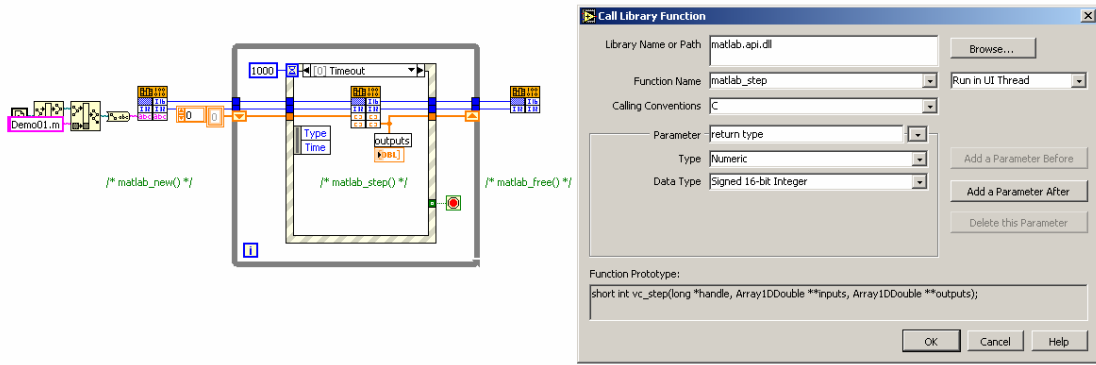 1000
[0] Timeout
Demo01.m
abc
0
0
Type
Time
outputs
DBL]
/* matlab_new() */
/* matlab_step() */
/* matlab_free() */
i
Call Library Function
Library Name or Path
matlab.api.dll
Browse...
Function Name
matlab_step
Run in UI Thread
Calling Conventions
C
Parameter
return type
Type
Numeric
Add a Parameter Before
Data Type
Signed 16-bit Integer
Add a Parameter After
Delete this Parameter
Function Prototype:
short int vc_step(long *handle, Array1DDouble **inputs, Array1DDouble **outputs);
OK
Cancel
Help